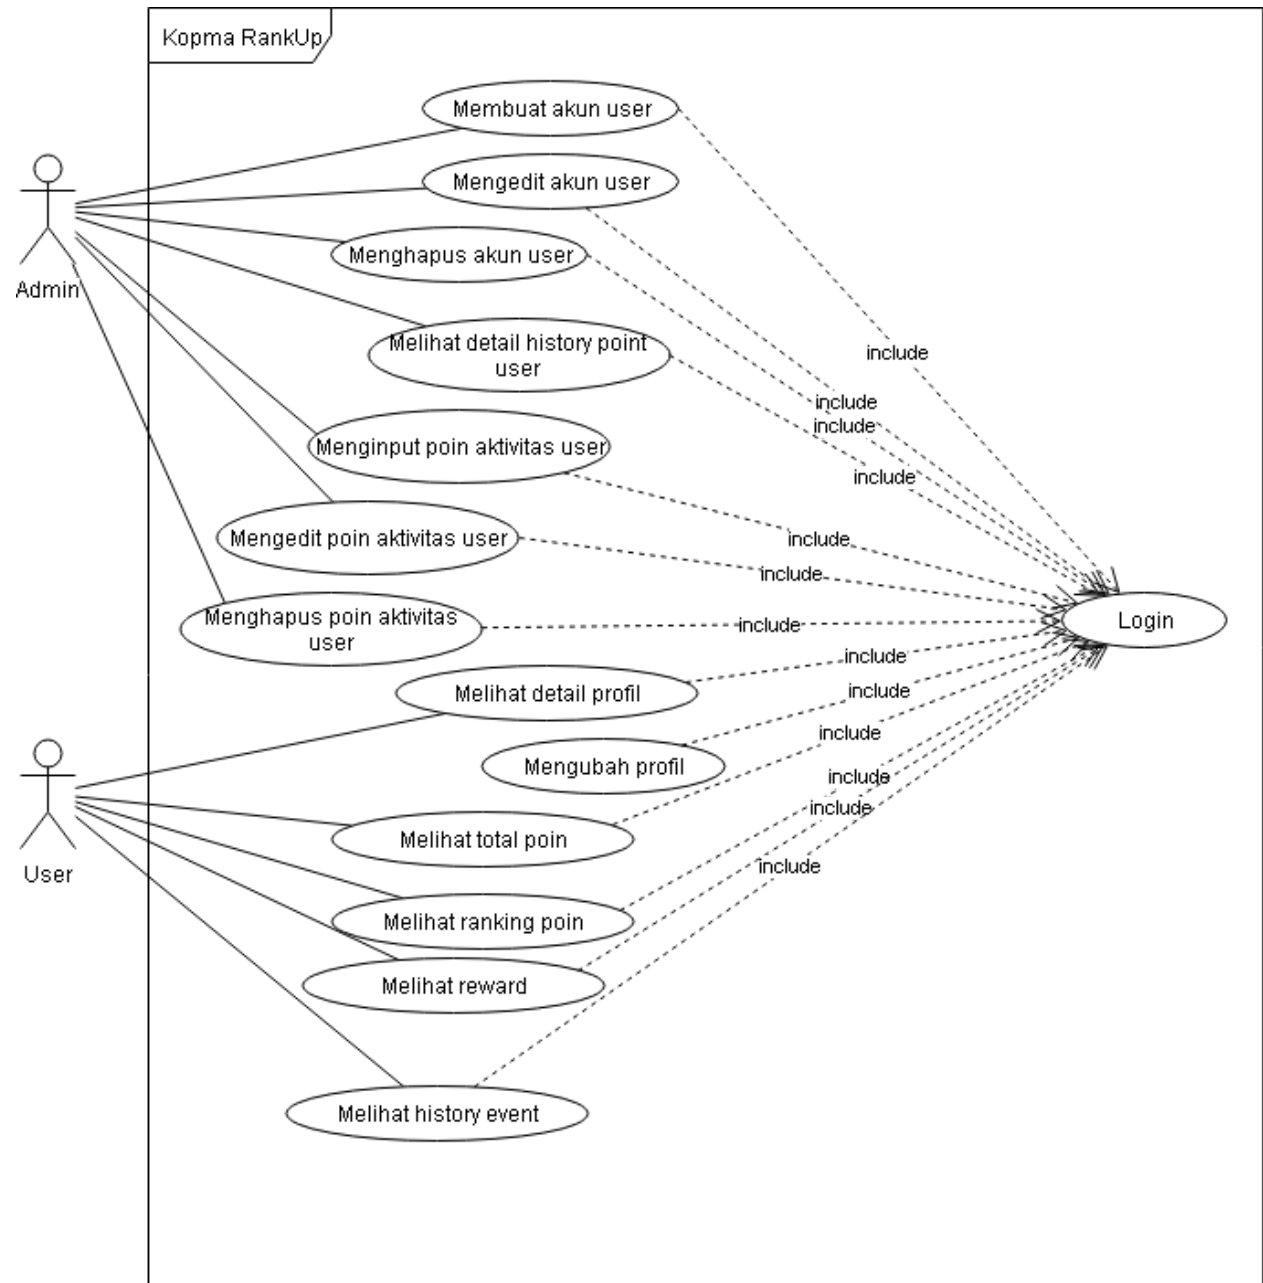 Kopma RankUp
Membuat akun user
Mengedit akun user
Menghapus akun user
Admin
Melihat detail history point
user
include
include
include
Menginput poin aktivitas user
include
Mengedit poin aktivitas user
include
include
Menghapus poin aktivitas
user
include
Login
include
Melihat detail profil
include
Mengubah profil
include
User
Melihat total poin
include
include
include
Melihat ranking poin
Melihat reward
Melihat history event